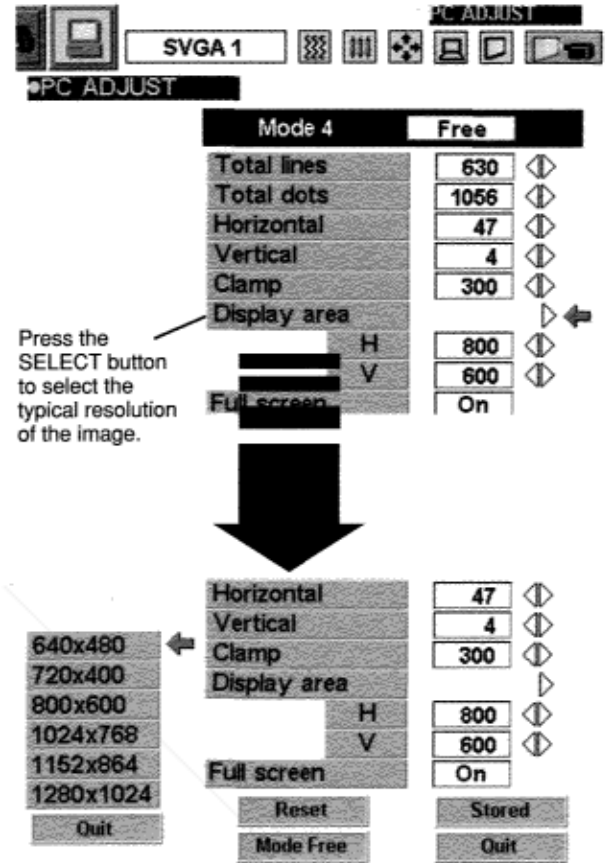 PC ADJUST
SVGA 1
●PC ADJUST
Mode 4 Free
Total lines 630
Total dots 1056
Horizontal 47
Vertical 4
Clamp 300
Display area
H 800
V 600
Full screen On
Press the
SELECT button
to select the
typical resolution
of the image.
Horizontal 47
Vertical 4
Clamp 300
Display area
H 800
V 600
Full screen On
640x480
720x400
800x600
1024x768
1152x864
1280x1024
Quit
Reset Stored
Mode Free Quit